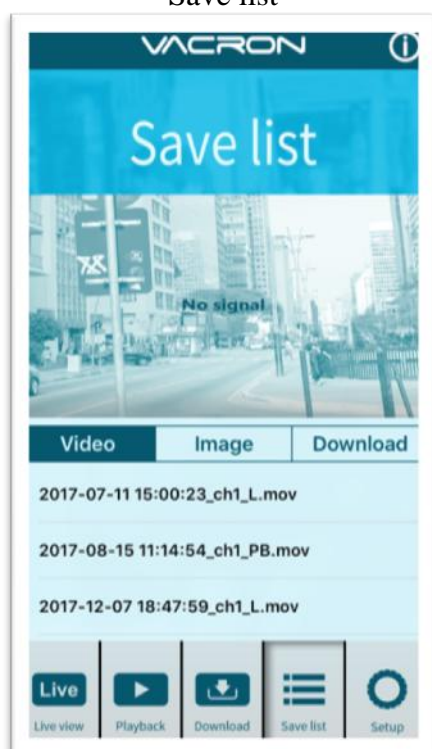 Save list
VACRON
Save list
No signal
Video Image Download
2017-07-11 15:00:23_ch1_L.mov
2017-08-15 11:14:54_ch1_PB.mov
2017-12-07 18:47:59_ch1_L.mov
Live
Live view Playback Download Save list Setup